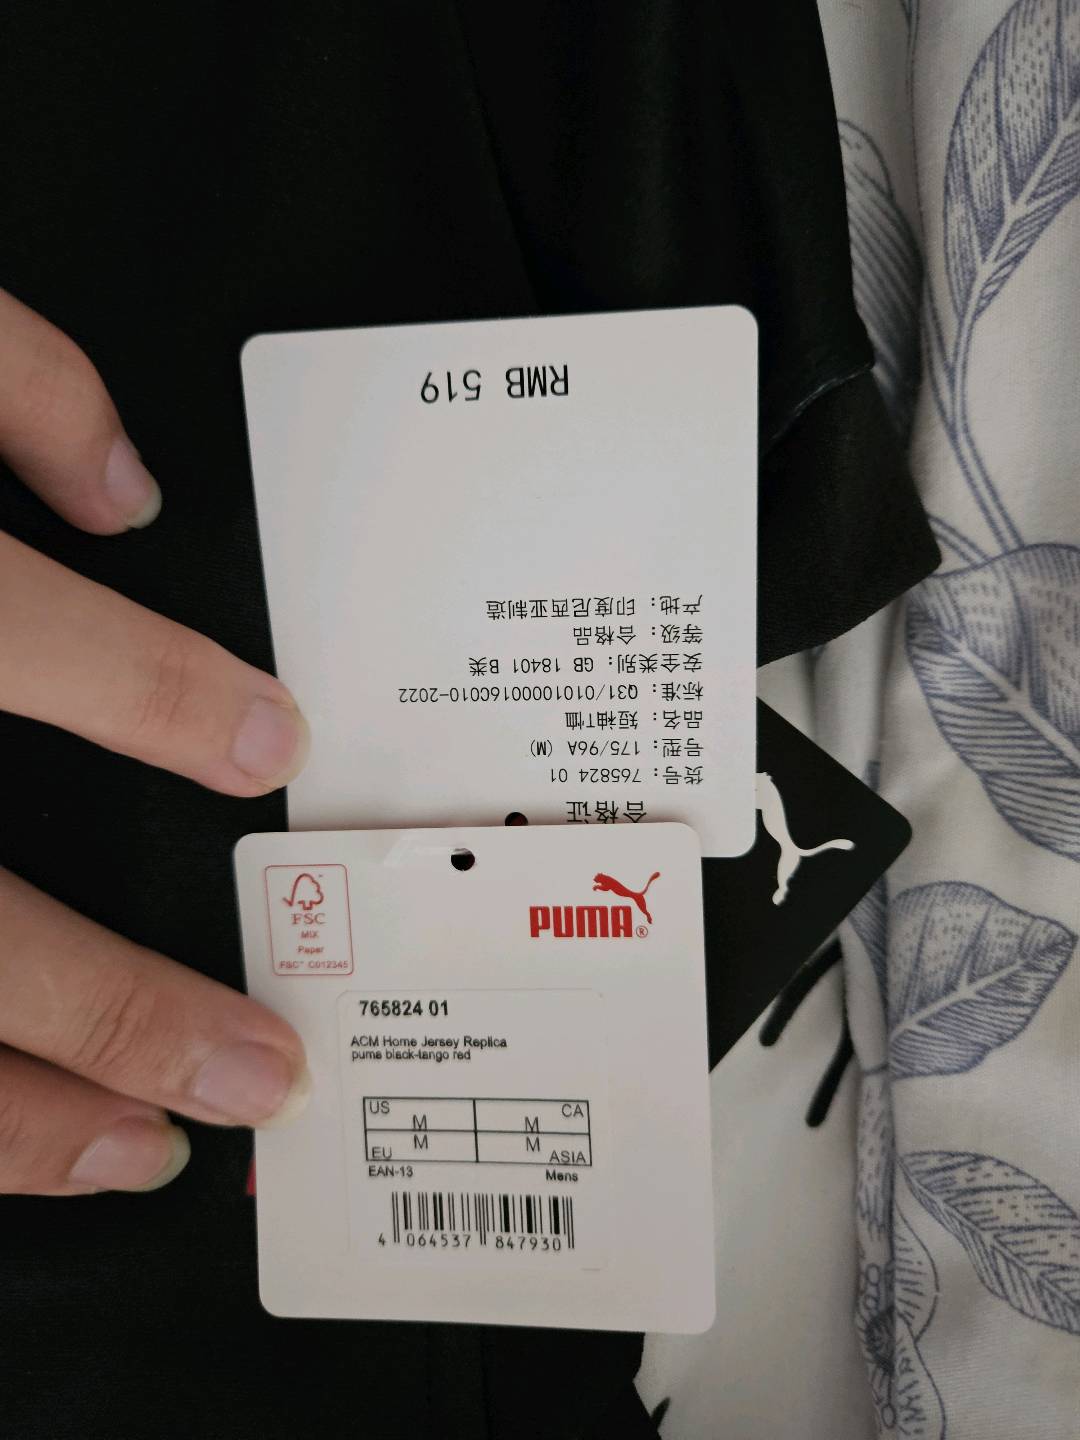 合格证
货号: 765824 01
号型: 175/96A (M)
品名: 短袖T恤
标准: Q31/0101000016C010-2022
安全类别: GB 18401 B类
等级: 合格品
产地: 印度尼西亚制造
RMB 519
FSC
MIX
Paper
FSC™ C012345
PUMA®
765824 01
ACM Home Jersey Replica
puma black-tango red
US M
M CA
EU M
M ASIA
EAN-13 Mens
4 064537 847930